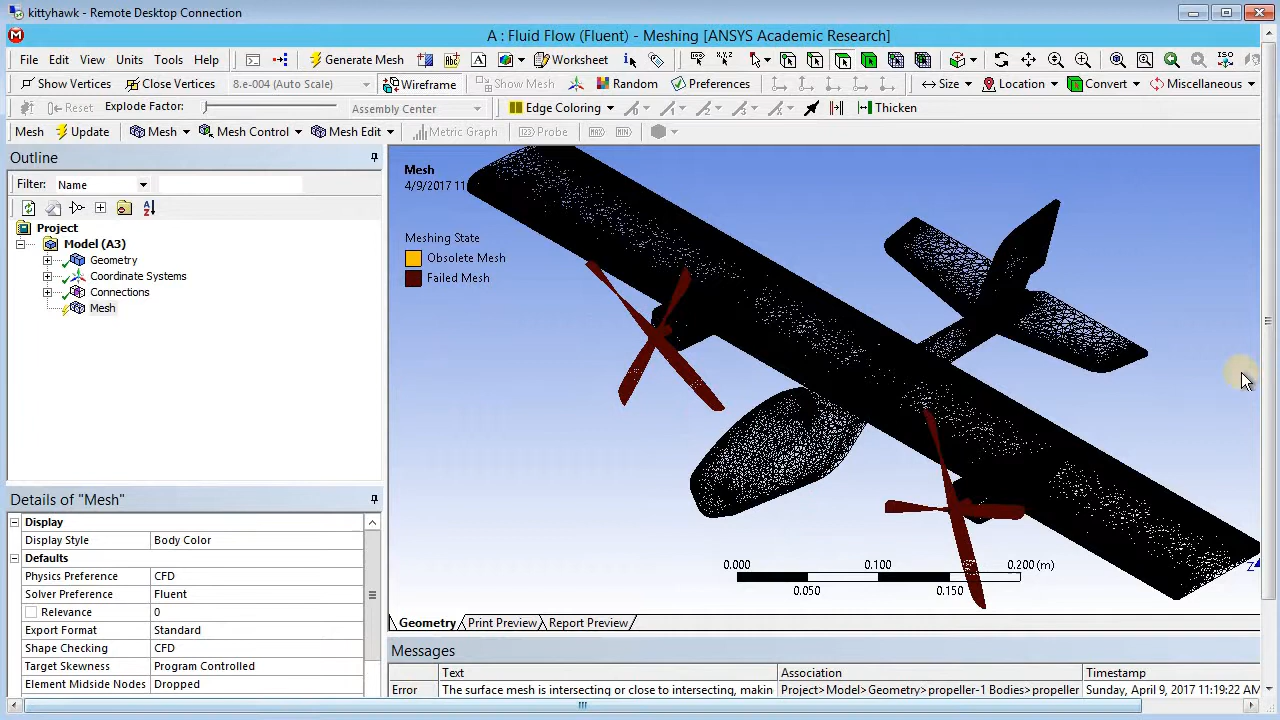 kittyhawk - Remote Desktop Connection
A : Fluid Flow (Fluent) - Meshing [ANSYS Academic Research]
File Edit View Units Tools Help Generate Mesh Worksheet
Show Vertices Close Vertices 8.e-004 (Auto Scale) Wireframe Show Mesh Random Preferences Size Location Convert Miscellaneous
Reset Explode Factor: Assembly Center Edge Coloring Thicken
Mesh Update Mesh Mesh Control Mesh Edit Metric Graph Probe
Outline
Filter: Name
Project
Model (A3)
Geometry
Coordinate Systems
Connections
Mesh
Details of "Mesh"
Display
Display Style Body Color
Defaults
Physics Preference CFD
Solver Preference Fluent
Relevance 0
Export Format Standard
Shape Checking CFD
Target Skewness Program Controlled
Element Midside Nodes Dropped
Mesh
4/9/2017 11
Meshing State
Obsolete Mesh
Failed Mesh
0.000 0.100 0.200 (m)
0.050 0.150
Z
Geometry Print Preview Report Preview
Messages
Text Association Timestamp
Error The surface mesh is intersecting or close to intersecting, makin Project>Model>Geometry>propeller-1 Bodies>propeller Sunday, April 9, 2017 11:19:22 AM